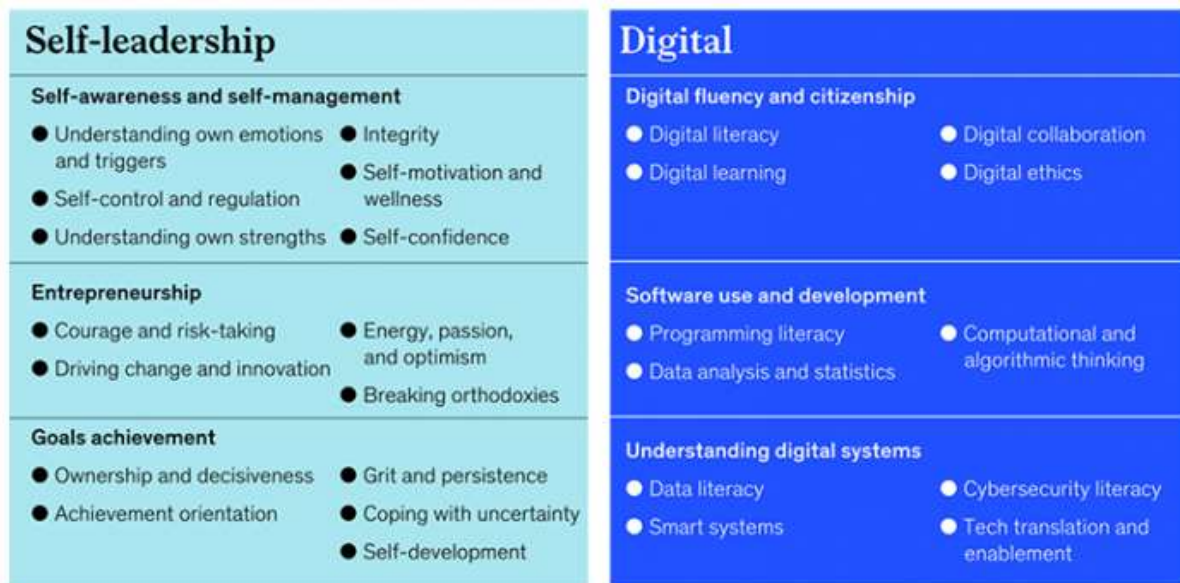 Self-leadership
Self-awareness and self-management
Understanding own emotions
and triggers
Self-control and regulation
Understanding own strengths
Integrity
Self-motivation and
wellness
Self-confidence
Entrepreneurship
Courage and risk-taking
Driving change and innovation
Energy, passion,
and optimism
Breaking orthodoxies
Goals achievement
Ownership and decisiveness
Achievement orientation
Grit and persistence
Coping with uncertainty
Self-development
Digital
Digital fluency and citizenship
Digital literacy
Digital learning
Digital collaboration
Digital ethics
Software use and development
Programming literacy
Data analysis and statistics
Computational and
algorithmic thinking
Understanding digital systems
Data literacy
Smart systems
Cybersecurity literacy
Tech translation and
enablement